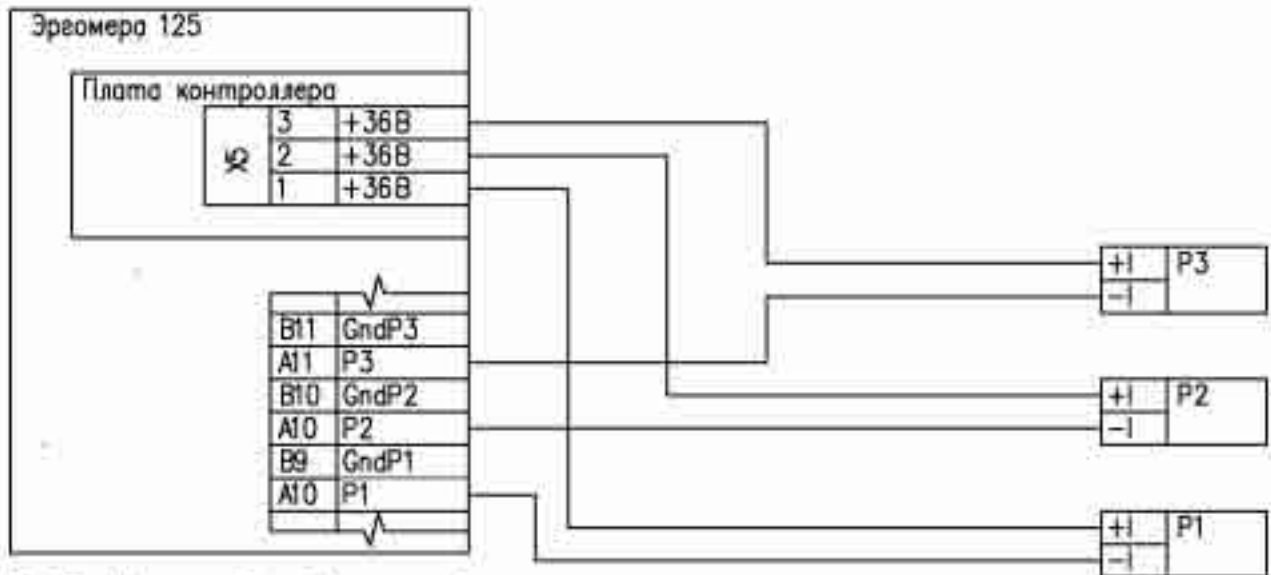 Эргомера 125
Плата контроллера
X5
3 +36В
2 +36В
1 +36В
B11 GndP3
A11 P3
B10 GndP2
A10 P2
B9 GndP1
A10 P1
+I P3
-I
+I P2
-I
+I P1
-I